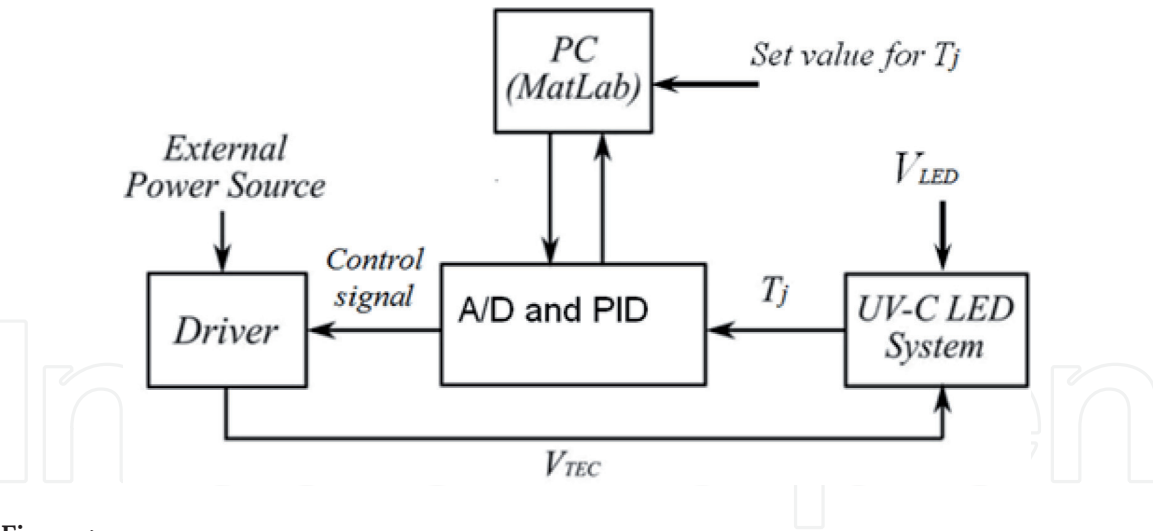 PC
(MatLab)
Set value for Tj
External
Power Source
VLED
Control
signal
Driver
A/D and PID
Tj
UV-C LED
System
VTEC